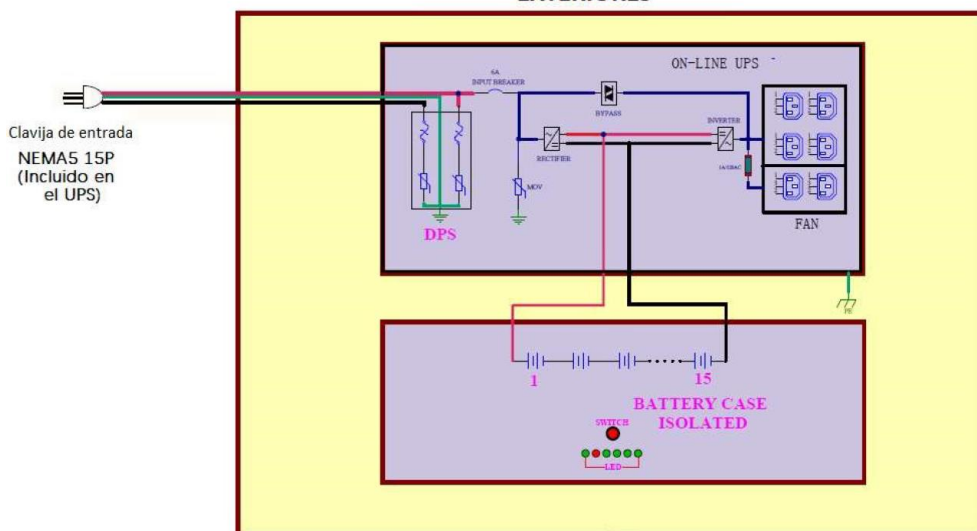 ON-LINE UPS
6A
INPUT BREAKER
BYPASS
INVERTER
RECTIFIER
MOV
FAN
DPS
Clavija de entrada
NEMA5 15P
(Incluido en
el UPS)
PE
1
15
BATTERY CASE
ISOLATED
SWITCH
LED